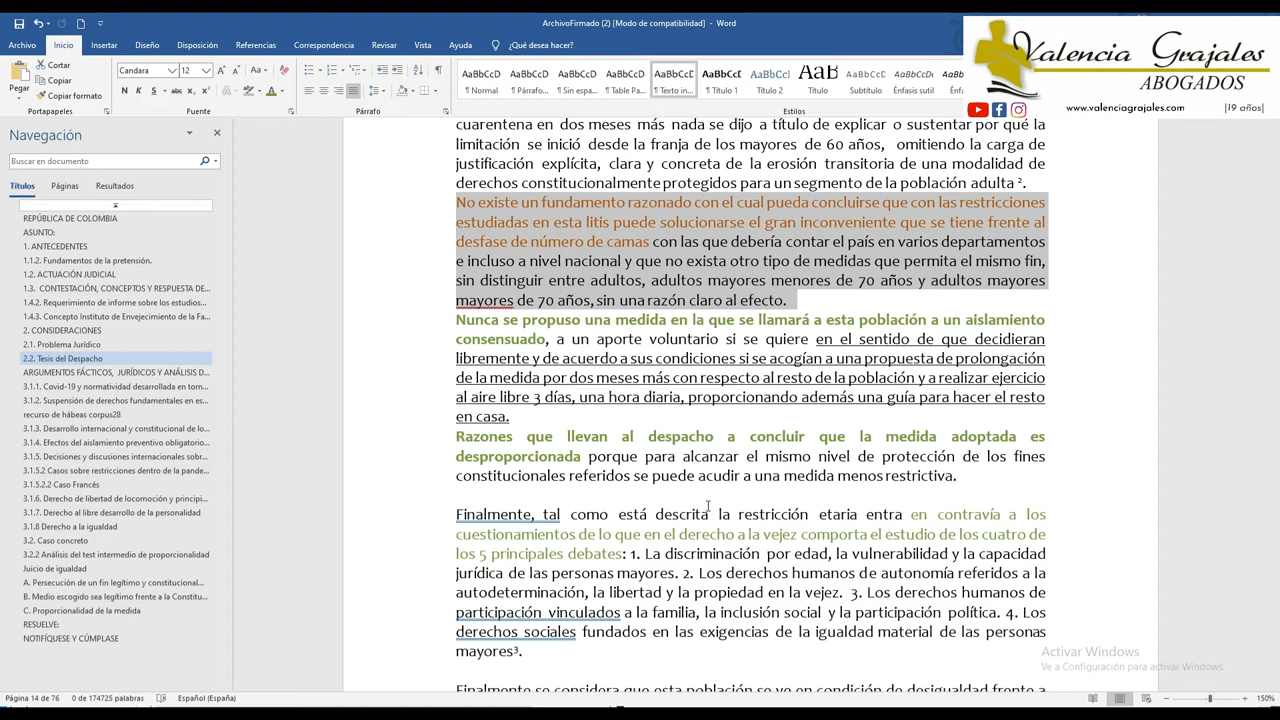 ArchivoFirmado (2) [Modo de compatibilidad] - Word
Archivo Inicio Insertar Diseño Disposición Referencias Correspondencia Revisar Vista Ayuda ¿Qué desea hacer?
Valencia Grajales
ABOGADOS
www.valenciagrajales.com |19 años|
Pegar
Cortar
Copiar
Copiar formato
Candara 12
N K S abc x₂ x²
AaBbCcD AaBbCcD AaBbCcD AaBbCcD AaBbCcD AaBbCcD AaBbCcD AaB AaBbCcD AaBbCcD AaBbCcD
¶ Normal ¶ Párrafo... ¶ Sin espa... ¶ Table Pa... ¶ Texto in... ¶ Título 1 ¶ Título 2 Título Subtítulo Énfasis sutil Énfasis
Portapapeles Fuente Párrafo Estilos
Navegación
Buscar en documento
Títulos Páginas Resultados
REPÚBLICA DE COLOMBIA
ASUNTO:
1. ANTECEDENTES
1.1.2. Fundamentos de la pretensión.
1.2. ACTUACIÓN JUDICIAL
1.3. CONTESTACIÓN, CONCEPTOS Y RESPUESTA DE...
1.4.2. Requerimiento de informe sobre los estudios...
1.4.3. Concepto Instituto de Envejecimiento de la Fa...
2. CONSIDERACIONES
2.1. Problema Jurídico
2.2. Tesis del Despacho
ARGUMENTOS FÁCTICOS, JURÍDICOS Y ANÁLISIS D...
3.1.1. Covid-19 y normatividad desarrollada en torn...
3.1.2. Suspensión de derechos fundamentales en es...
recurso de hábeas corpus28
3.1.3. Desarrollo internacional y constitucional de lo...
3.1.4. Efectos del aislamiento preventivo obligatorio...
3.1.5. Decisiones y discusiones internacionales sobr...
3.1.5.2 Casos sobre restricciones dentro de la pande...
3.1.5.2.2 Caso Francés
3.1.6. Derecho de libertad de locomoción y principi...
3.1.7. Derecho al libre desarrollo de la personalidad
3.1.8 Derecho a la igualdad
3.2. Caso concreto
3.2.2 Análisis del test intermedio de proporcionalidad
Juicio de igualdad
A. Persecución de un fin legítimo y constitucional...
B. Medio escogido sea legítimo frente a la Constitu...
C. Proporcionalidad de la medida
RESUELVE:
NOTIFÍQUESE Y CÚMPLASE
cuarentena en dos meses más nada se dijo a título de explicar o sustentar por qué la
limitación se inició desde la franja de los mayores de 60 años, omitiendo la carga de
justificación explícita, clara y concreta de la erosión transitoria de una modalidad de
derechos constitucionalmente protegidos para un segmento de la población adulta ².
No existe un fundamento razonado con el cual pueda concluirse que con las restricciones
estudiadas en esta litis puede solucionarse el gran inconveniente que se tiene frente al
desfase de número de camas con las que debería contar el país en varios departamentos
e incluso a nivel nacional y que no exista otro tipo de medidas que permita el mismo fin,
sin distinguir entre adultos, adultos mayores menores de 70 años y adultos mayores
mayores de 70 años, sin una razón claro al efecto.
Nunca se propuso una medida en la que se llamará a esta población a un aislamiento
consensuado, a un aporte voluntario si se quiere en el sentido de que decidieran
libremente y de acuerdo a sus condiciones si se acogían a una propuesta de prolongación
de la medida por dos meses más con respecto al resto de la población y a realizar ejercicio
al aire libre 3 días, una hora diaria, proporcionando además una guía para hacer el resto
en casa.
Razones que llevan al despacho a concluir que la medida adoptada es
desproporcionada porque para alcanzar el mismo nivel de protección de los fines
constitucionales referidos se puede acudir a una medida menos restrictiva.
Finalmente, tal como está descrita la restricción etaria entra en contravía a los
cuestionamientos de lo que en el derecho a la vejez comporta el estudio de los cuatro de
los 5 principales debates: 1. La discriminación por edad, la vulnerabilidad y la capacidad
jurídica de las personas mayores. 2. Los derechos humanos de autonomía referidos a la
autodeterminación, la libertad y la propiedad en la vejez. 3. Los derechos humanos de
participación vinculados a la familia, la inclusión social y la participación política. 4. Los
derechos sociales fundados en las exigencias de la igualdad material de las personas
mayores³.
Finalmente se considera que esta población se ve en condición de desigualdad frente a
Activar Windows
Ve a Configuración para activar Windows.
Página 14 de 76 0 de 174725 palabras Español (España) 150%